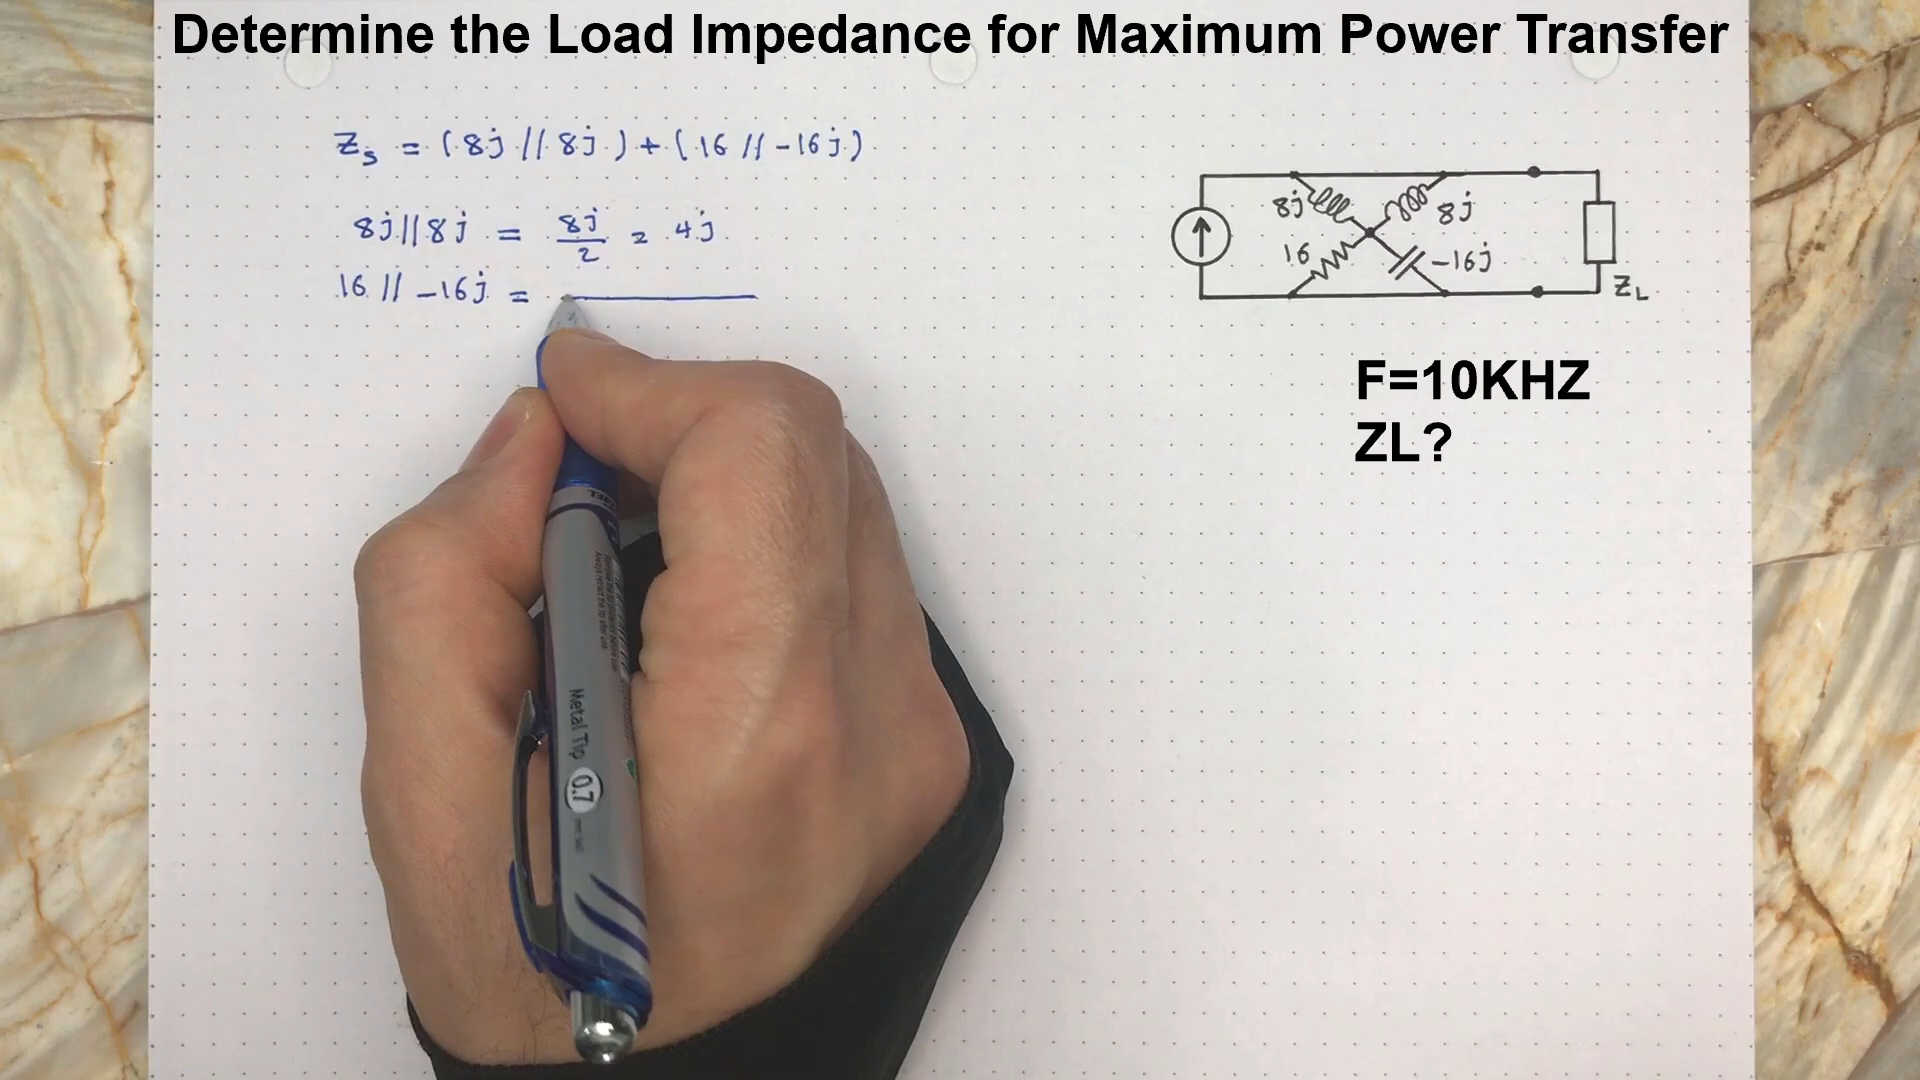 Determine the Load Impedance for Maximum Power Transfer
Zs = (8j // 8j) + (16 // -16j)
8j || 8j = 8j/2 = 4j
16 // -16j =
8j
8j
16
-16j
ZL
F=10KHZ
ZL?
Metal Tip 0.7